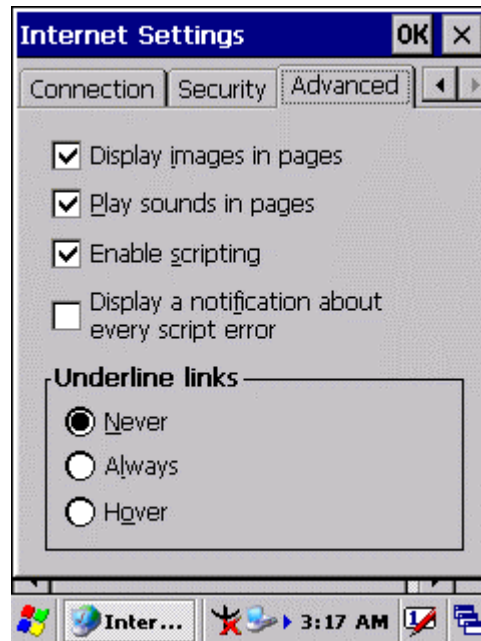 Internet Settings OK ×
Connection Security Advanced
Display images in pages
Play sounds in pages
Enable scripting
Display a notification about
every script error
Underline links
Never
Always
Hover
Inter... 3:17 AM